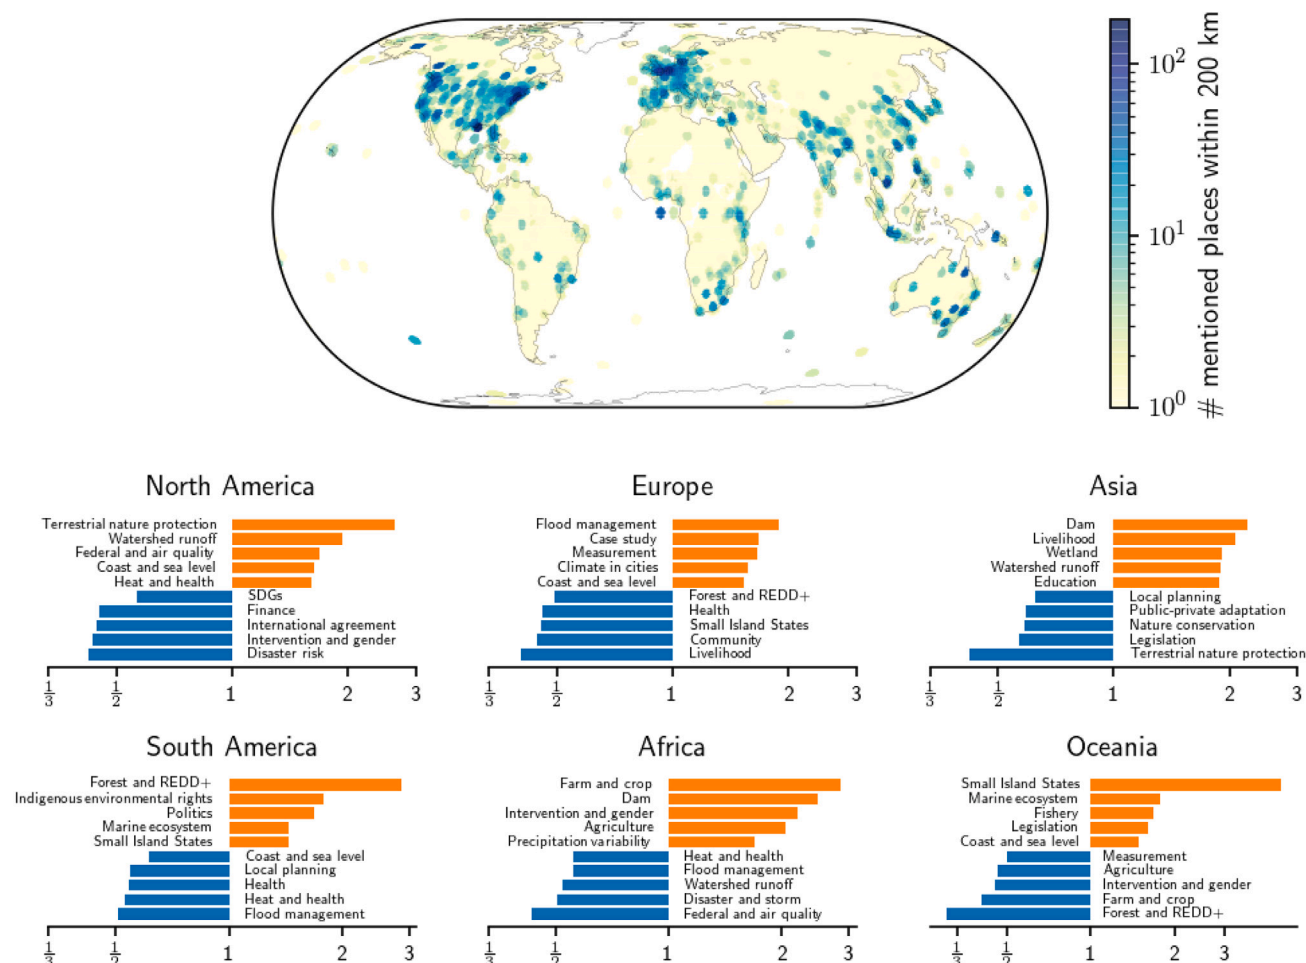 10²
10¹
10⁰
# mentioned places within 200 km
North America
Terrestrial nature protection
Watershed runoff
Federal and air quality
Coast and sea level
Heat and health
SDGs
Finance
International agreement
Intervention and gender
Disaster risk
1/3 1/2 1 2 3
Europe
Flood management
Case study
Measurement
Climate in cities
Coast and sea level
Forest and REDD+
Health
Small Island States
Community
Livelihood
1/3 1/2 1 2 3
Asia
Dam
Livelihood
Wetland
Watershed runoff
Education
Local planning
Public-private adaptation
Nature conservation
Legislation
Terrestrial nature protection
1/3 1/2 1 2 3
South America
Forest and REDD+
Indigenous environmental rights
Politics
Marine ecosystem
Small Island States
Coast and sea level
Local planning
Health
Heat and health
Flood management
1/3 1/2 1 2 3
Africa
Farm and crop
Dam
Intervention and gender
Agriculture
Precipitation variability
Heat and health
Flood management
Watershed runoff
Disaster and storm
Federal and air quality
1/3 1/2 1 2 3
Oceania
Small Island States
Marine ecosystem
Fishery
Legislation
Coast and sea level
Measurement
Agriculture
Intervention and gender
Farm and crop
Forest and REDD+
1/3 1/2 1 2 3